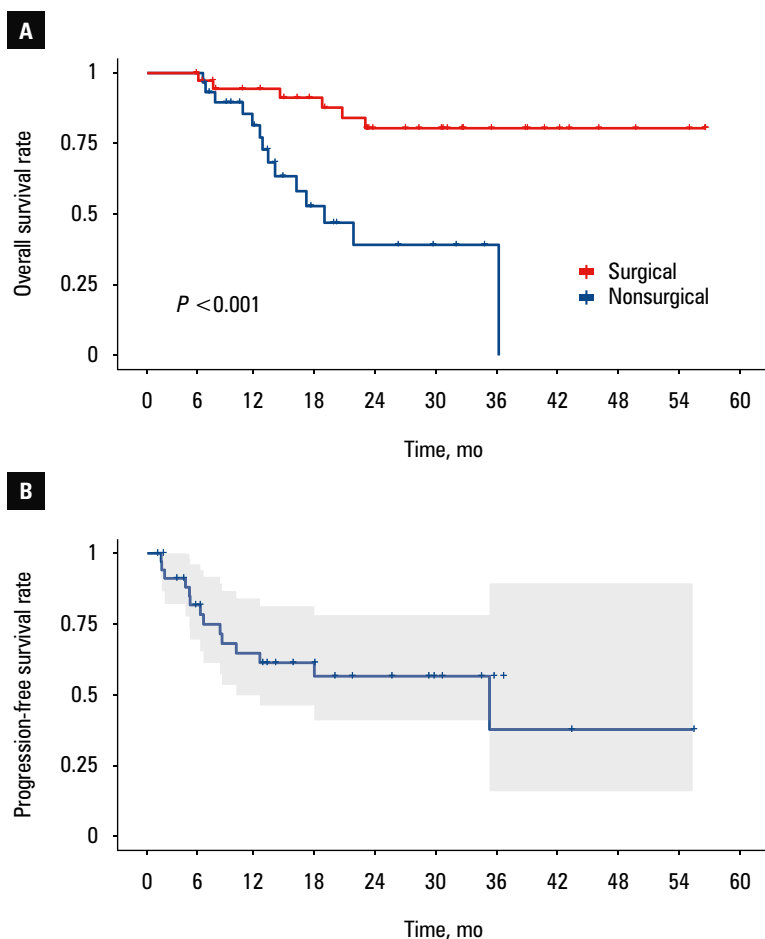 A
Overall survival rate
1
0.75
0.5
0.25
0
P <0.001
Surgical
Nonsurgical
0 6 12 18 24 30 36 42 48 54 60
Time, mo
B
Progression-free survival rate
1
0.75
0.5
0.25
0
0 6 12 18 24 30 36 42 48 54 60
Time, mo